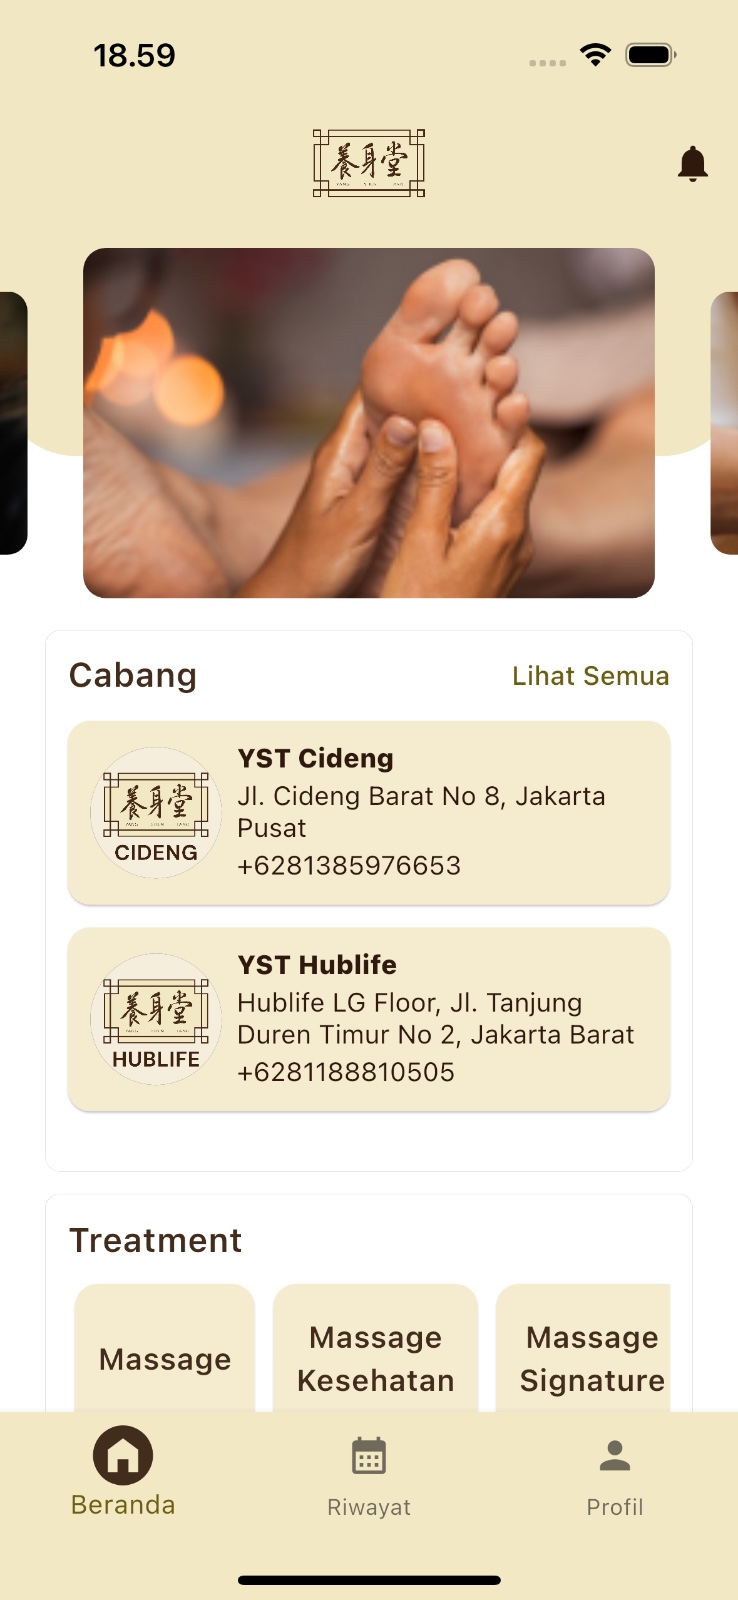 18.59
養身堂
Cabang
Lihat Semua
養身堂
CIDENG
YST Cideng
Jl. Cideng Barat No 8, Jakarta
Pusat
+6281385976653
養身堂
HUBLIFE
YST Hublife
Hublife LG Floor, Jl. Tanjung
Duren Timur No 2, Jakarta Barat
+6281188810505
Treatment
Massage
Massage
Kesehatan
Massage
Signature
Beranda
Riwayat
Profil